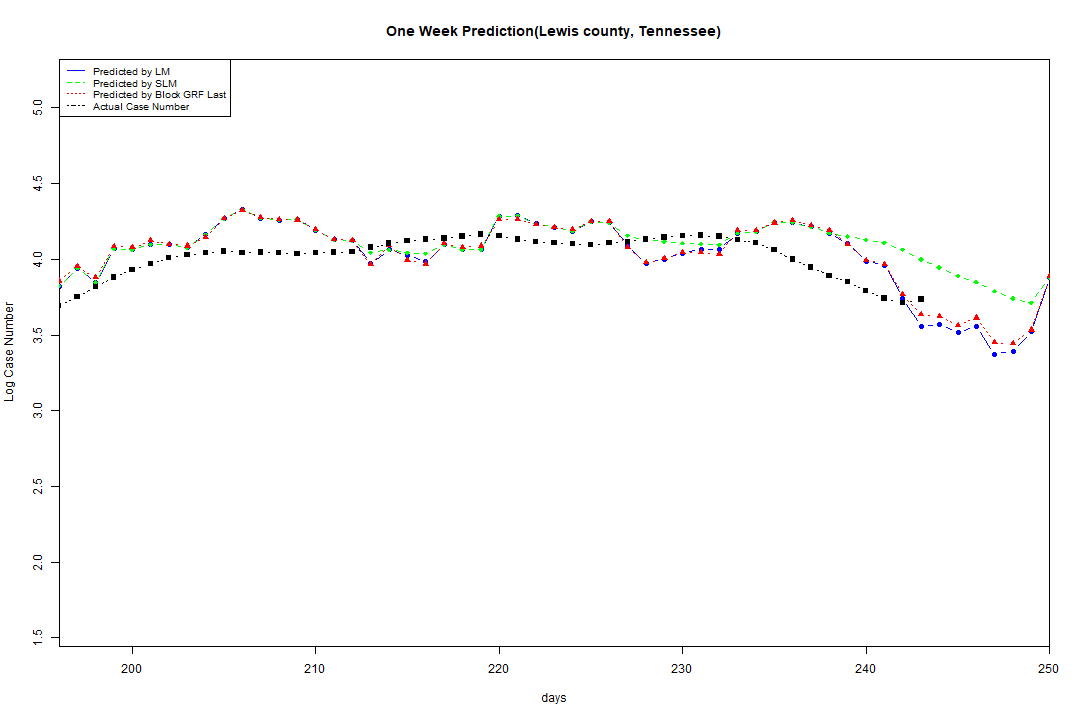 One Week Prediction(Lewis county, Tennessee)
Predicted by LM
Predicted by SLM
Predicted by Block GRF Last
Actual Case Number
5.0
4.5
4.0
3.5
3.0
2.5
2.0
1.5
Log Case Number
200
210
220
230
240
250
days